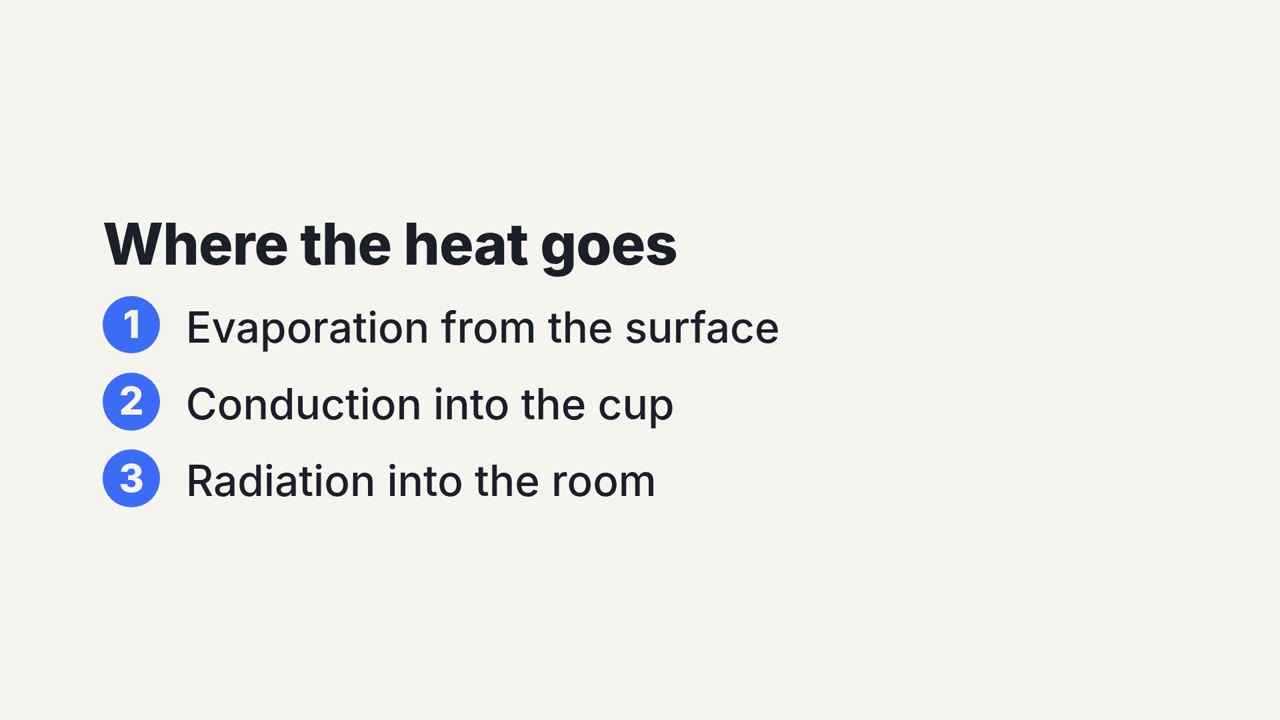 Where the heat goes
1 Evaporation from the surface
2 Conduction into the cup
3 Radiation into the room